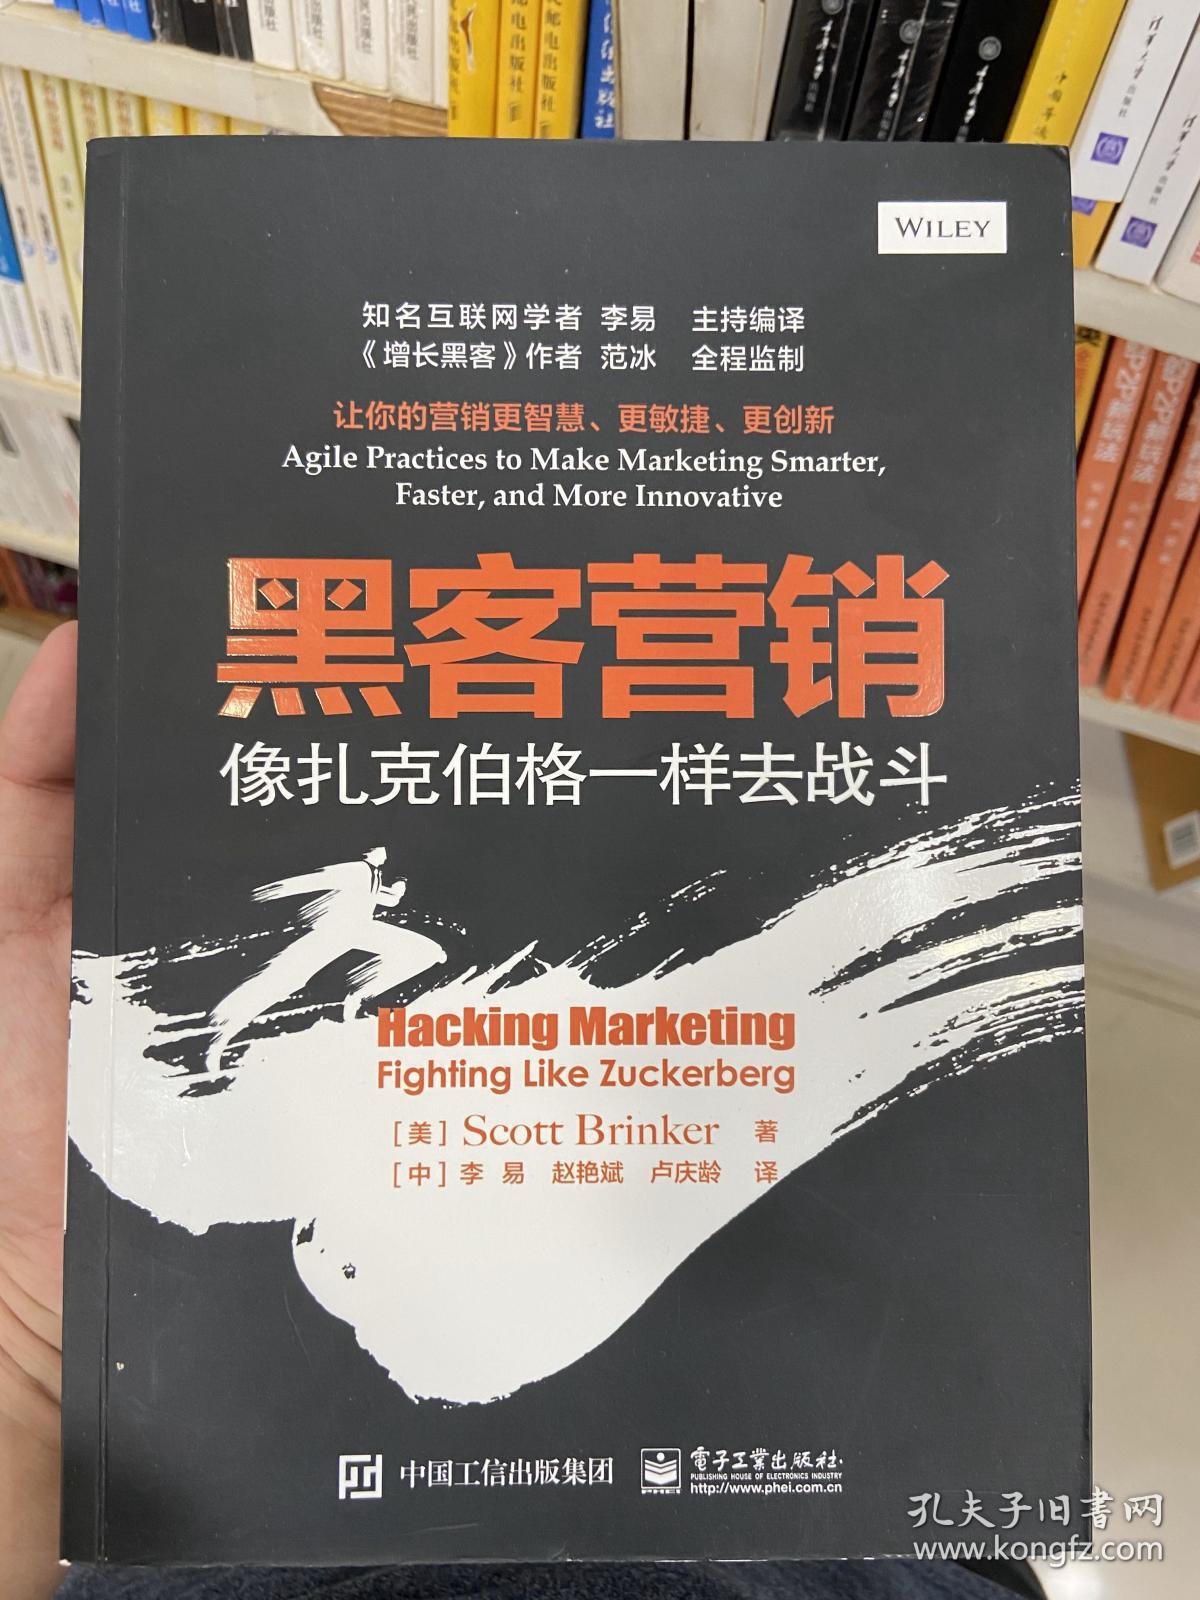 WILEY
知名互联网学者 李易 主持编译
《增长黑客》作者 范冰 全程监制
让你的营销更智慧、更敏捷、更创新
Agile Practices to Make Marketing Smarter,
Faster, and More Innovative
黑客营销
像扎克伯格一样去战斗
Hacking Marketing
Fighting Like Zuckerberg
[美] Scott Brinker 著
[中] 李 易 赵艳斌 卢庆龄 译
中国工信出版集团
電子工業出版社·
PUBLISHING HOUSE OF ELECTRONICS INDUSTRY
PHEI
http://www.phei.com.cn
孔夫子旧书网
www.kongfz.com